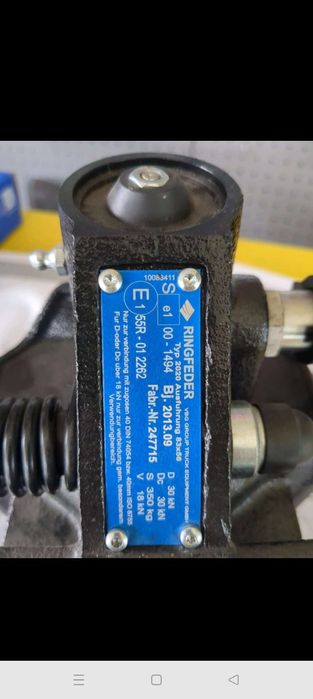 10083411
RINGFEDER
VBG GROUP TRUCK EQUIPMENT GMBH
Typ 2020 Ausführung 83x56
S
e1 00-1494 Bj. 2013.09
E1 55R-01 2262 Fabr.-Nr. 247715
D 30 kN
Dc 30 kN
S 350 kg
V 18 kN
Nur zur verbindung mit zugösen 40 DIN 74054 bzw. 40mm ISO 8755
Für D-oder Dc über 18 kN nur zur verbindung gem. besonderem
Verwendungsbereich.